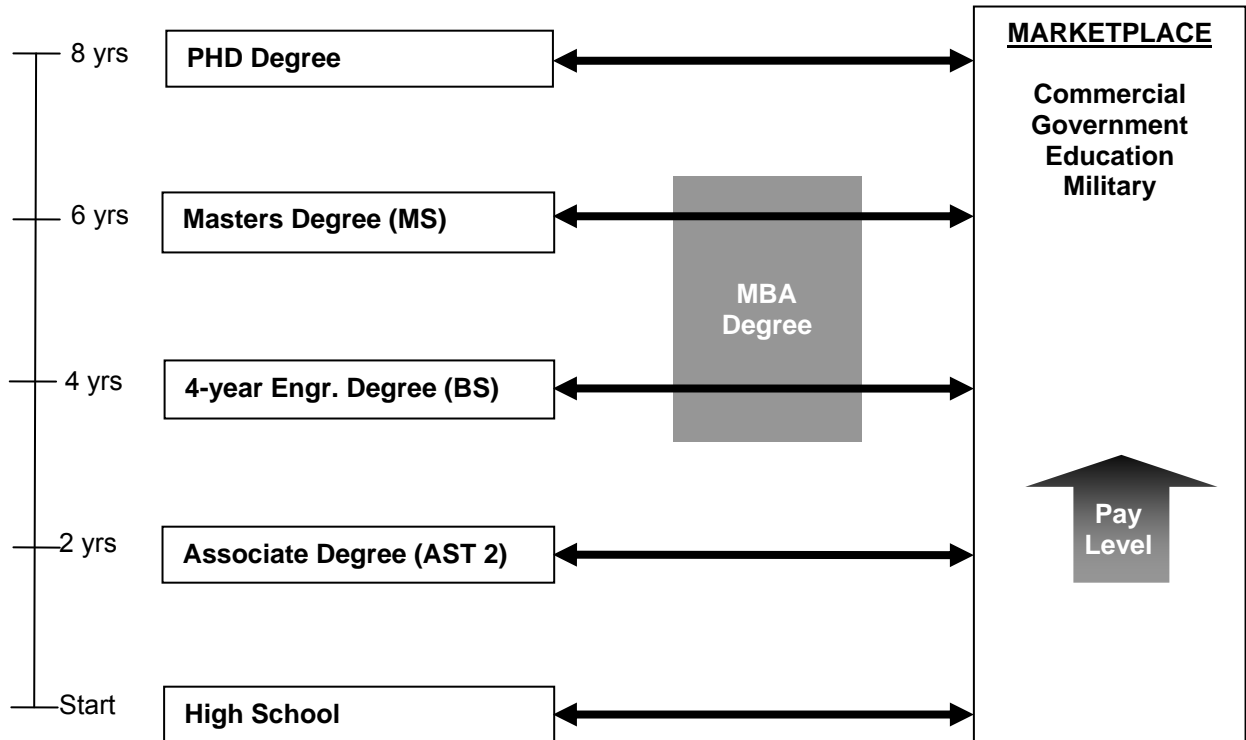 MARKETPLACE
Commercial
Government
Education
Military
8 yrs
PHD Degree
6 yrs
Masters Degree (MS)
MBA
Degree
4 yrs
4-year Engr. Degree (BS)
Pay
Level
2 yrs
Associate Degree (AST 2)
Start
High School